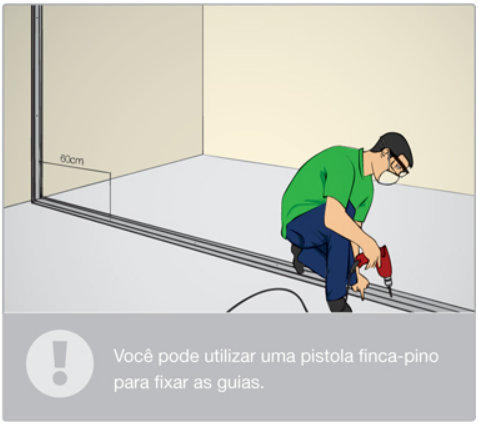 60cm
Você pode utilizar uma pistola finca-pino
para fixar as guias.